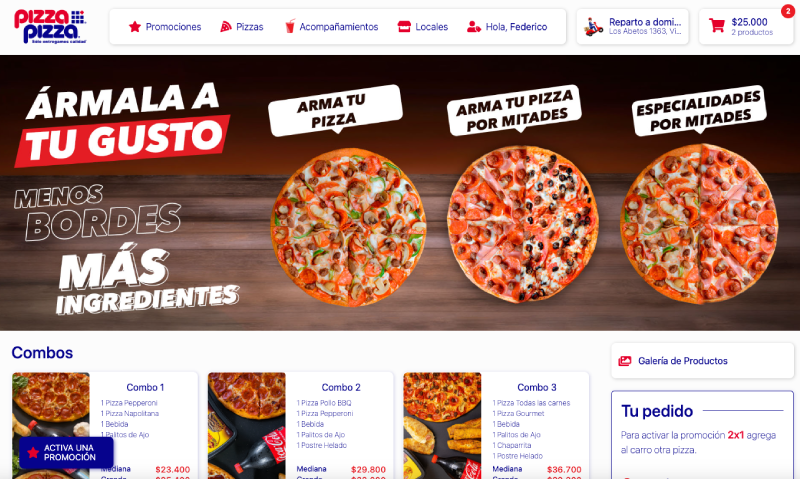 pizza
pizza
Solo entregamos calidad
Promociones
Pizzas
Acompañamientos
Locales
Hola, Federico
Reparto a domi...
Los Abetos 1363, Vi...
$25.000
2 productos
2
ÁRMALA A
TU GUSTO
MENOS
BORDES
MÁS
INGREDIENTES
ARMA TU
PIZZA
ARMA TU PIZZA
POR MITADES
ESPECIALIDADES
POR MITADES
Combos
Combo 1
1 Pizza Pepperoni
1 Pizza Napolitana
1 Bebida
1 Palitos de Ajo
Mediana $23.400
Combo 2
1 Pizza Pollo BBQ
1 Pizza Pepperoni
1 Bebida
1 Palitos de Ajo
1 Postre Helado
Mediana $29.800
Combo 3
1 Pizza Todas las carnes
1 Pizza Gourmet
1 Bebida
1 Palitos de Ajo
1 Chaparrita
1 Postre Helado
Mediana $36.700
ACTIVA UNA
PROMOCIÓN
Galería de Productos
Tu pedido
Para activar la promoción 2x1 agrega
al carro otra pizza.